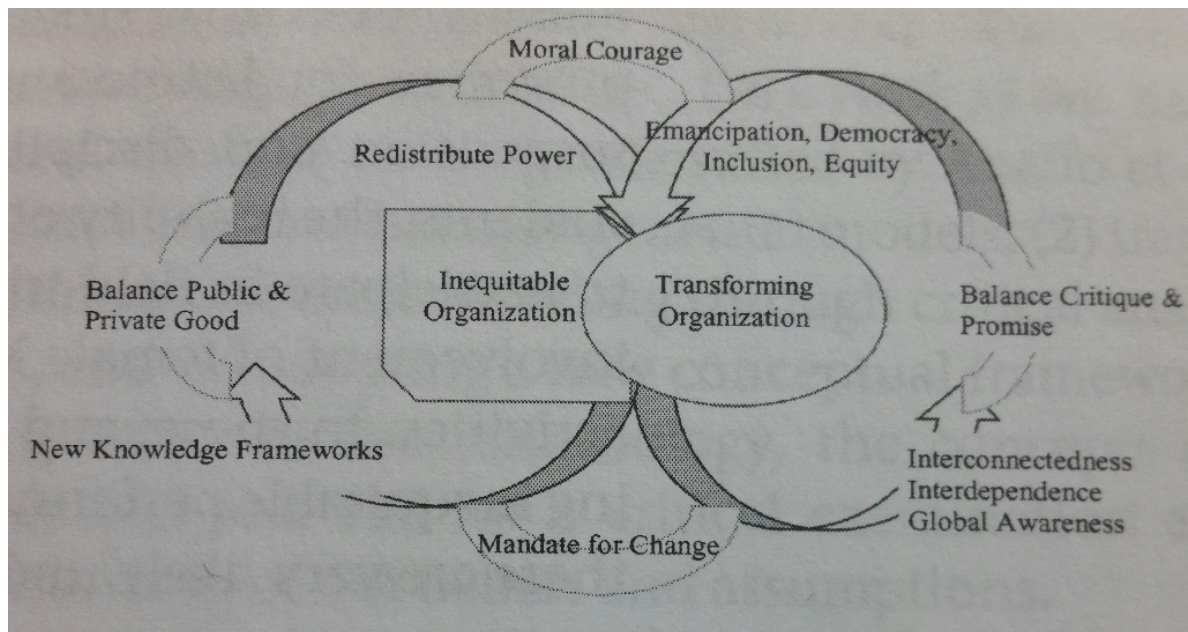 Moral Courage
Redistribute Power
Emancipation, Democracy,
Inclusion, Equity
Balance Public &
Private Good
Inequitable
Organization
Transforming
Organization
Balance Critique &
Promise
New Knowledge Frameworks
Interconnectedness
Interdependence
Global Awareness
Mandate for Change